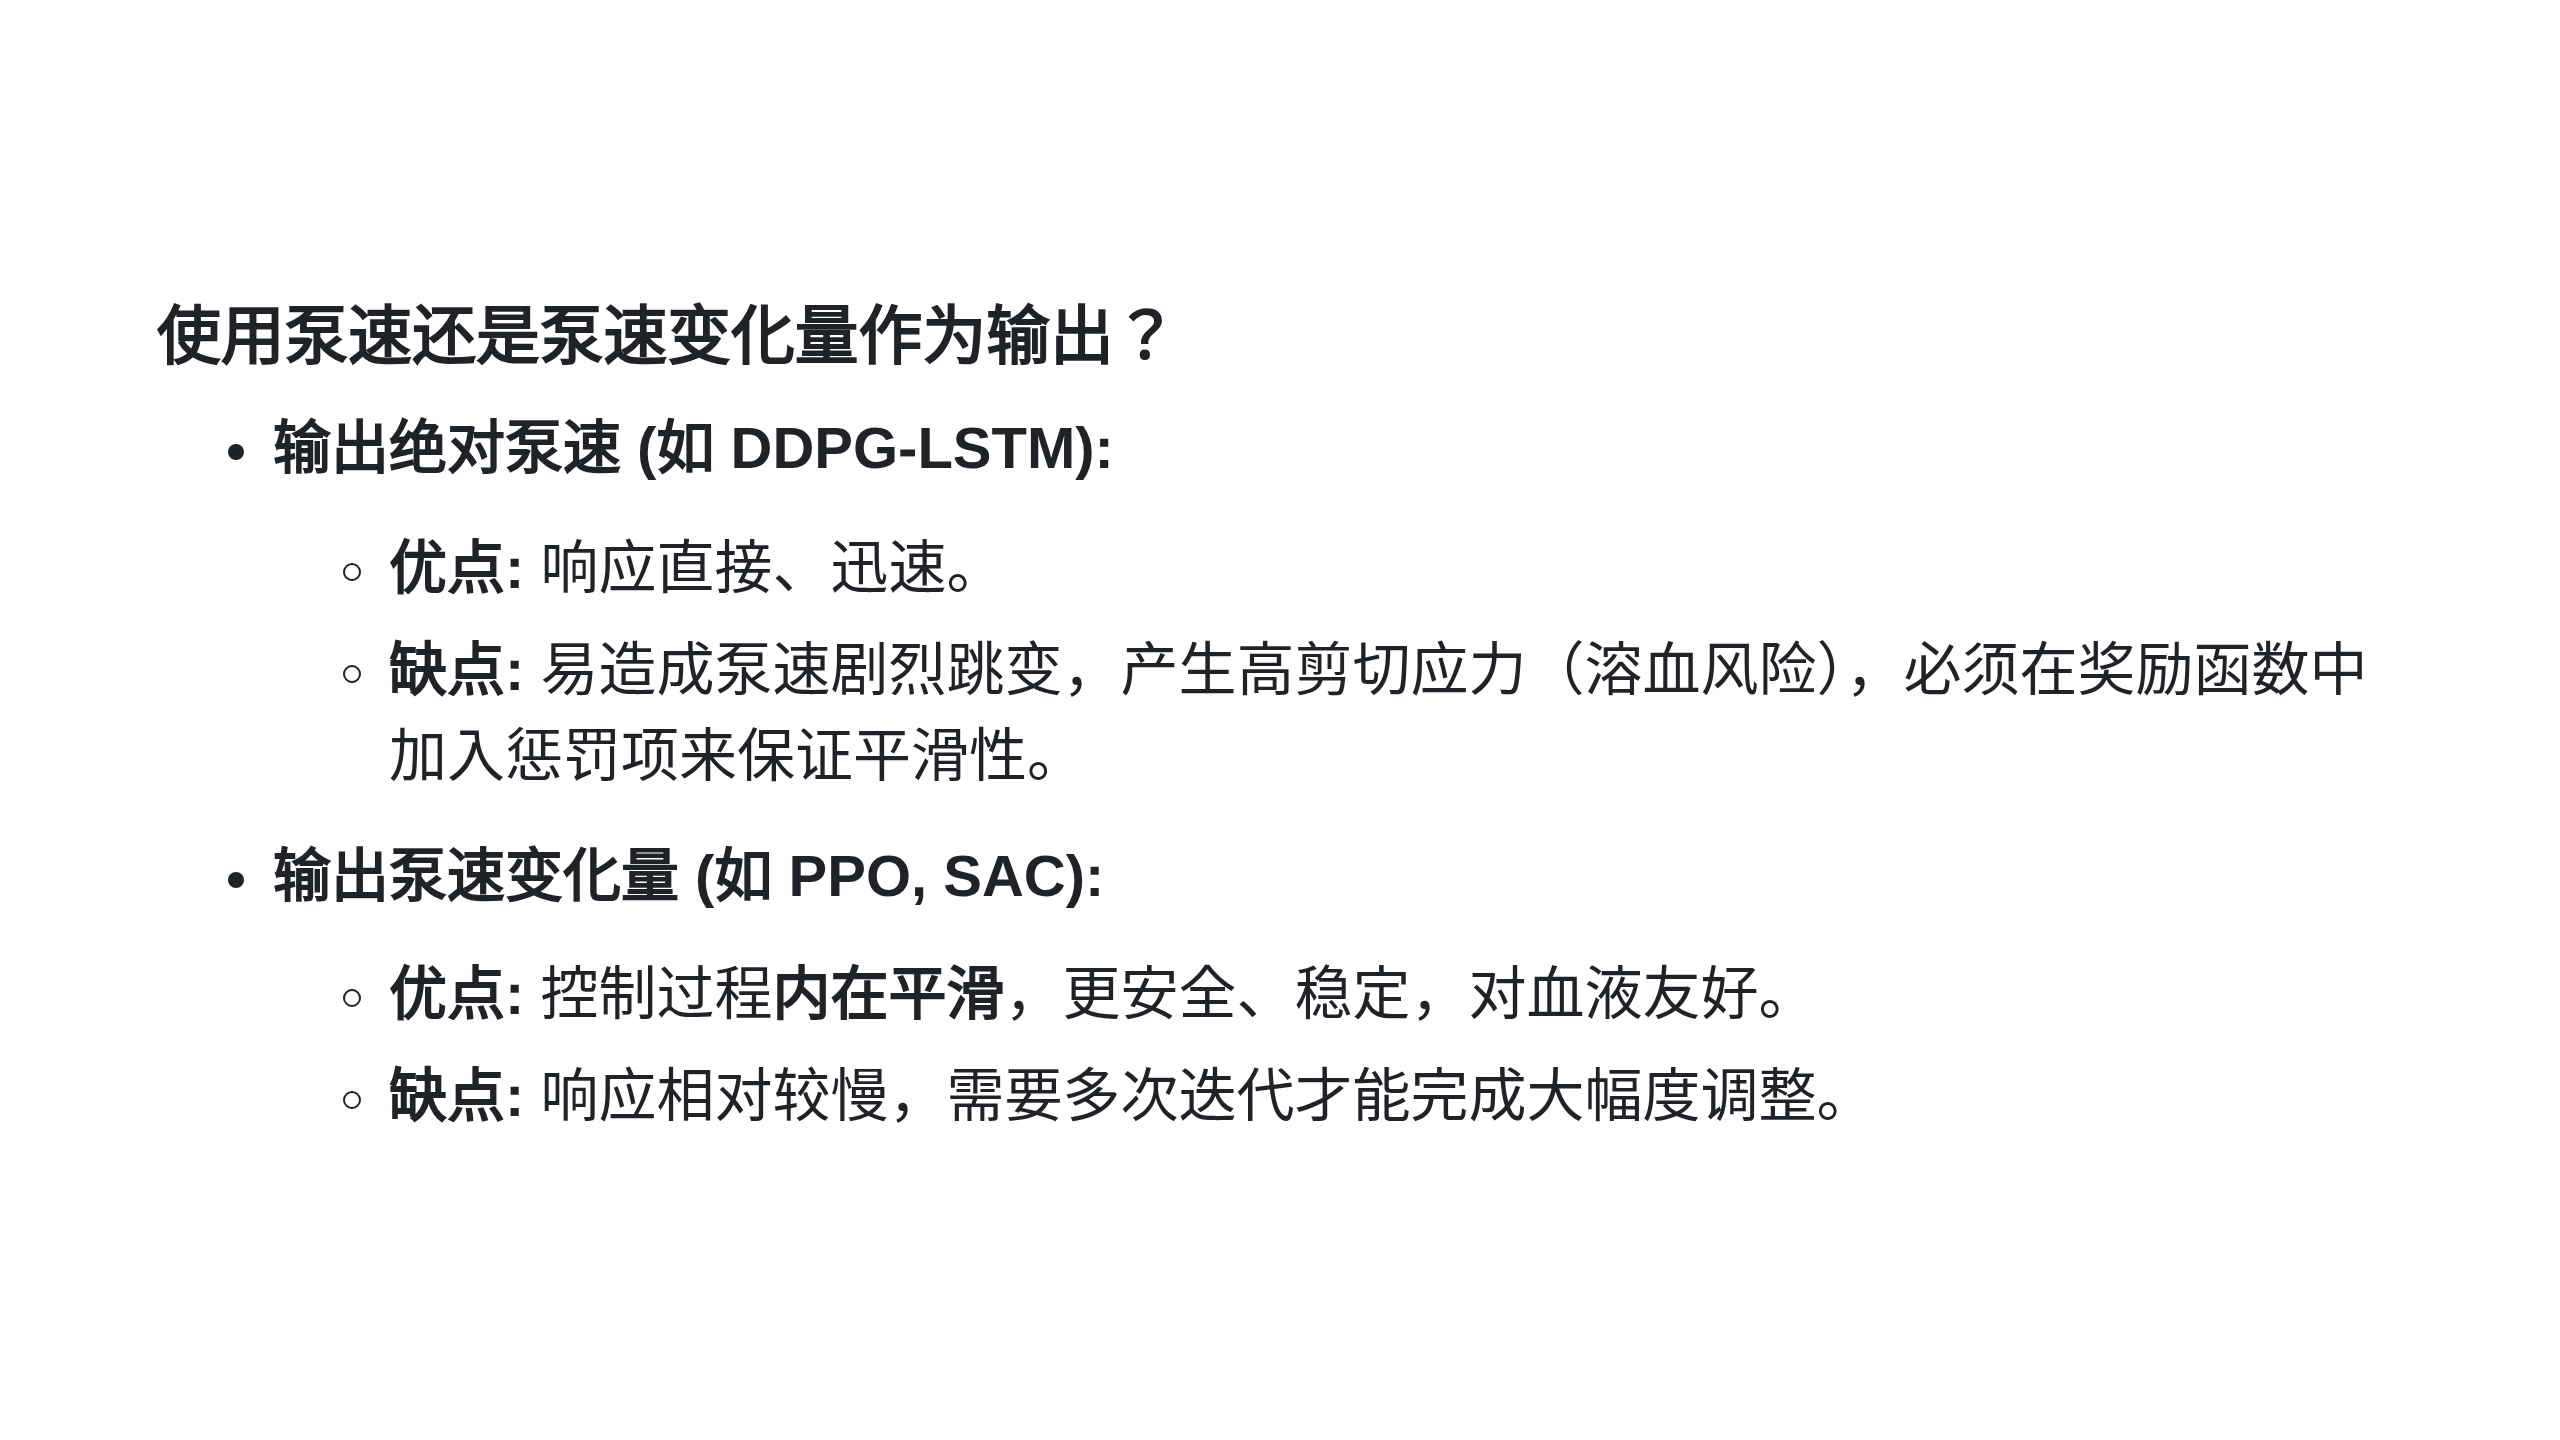 使用泵速还是泵速变化量作为输出？
• 输出绝对泵速 (如 DDPG-LSTM):
○ 优点: 响应直接、迅速。
○ 缺点: 易造成泵速剧烈跳变，产生高剪切应力（溶血风险），必须在奖励函数中
加入惩罚项来保证平滑性。
• 输出泵速变化量 (如 PPO, SAC):
○ 优点: 控制过程内在平滑，更安全、稳定，对血液友好。
○ 缺点: 响应相对较慢，需要多次迭代才能完成大幅度调整。